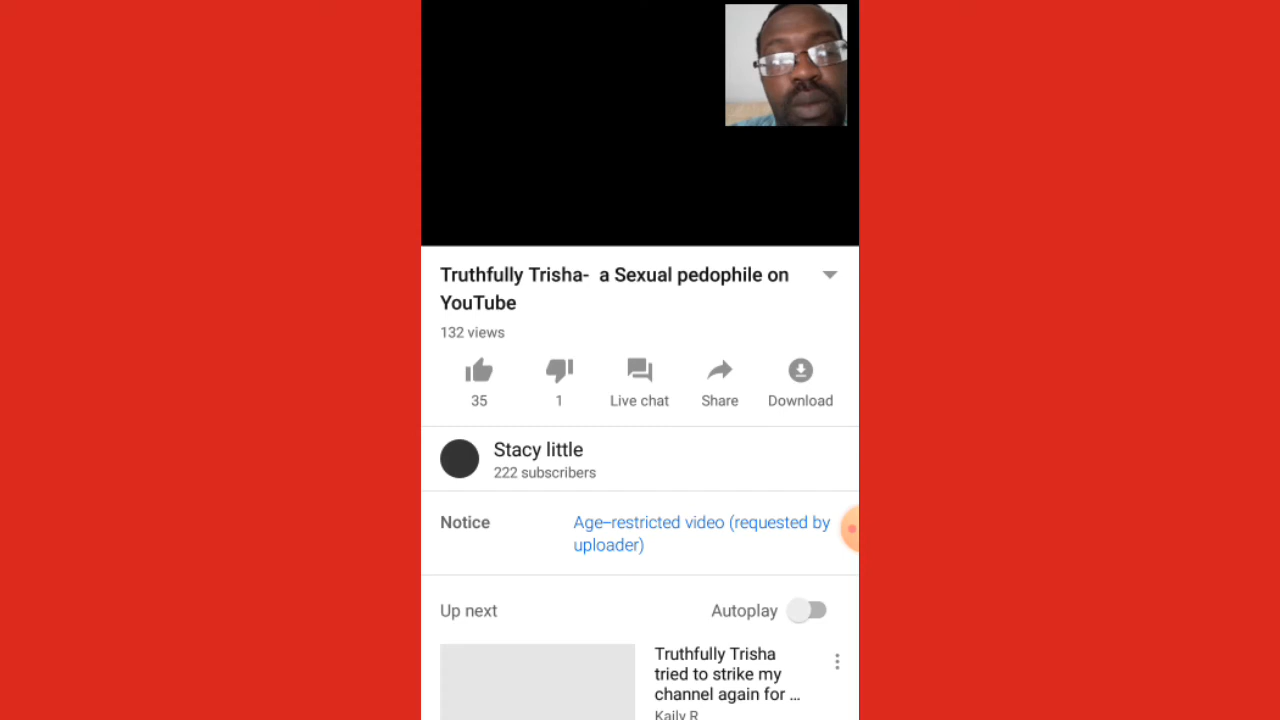 Truthfully Trisha-  a Sexual pedophile on
YouTube
132 views
35
1
Live chat
Share
Download
Stacy little
222 subscribers
Notice
Age–restricted video (requested by
uploader)
Up next
Autoplay
Truthfully Trisha
tried to strike my
channel again for ...
Kaily R